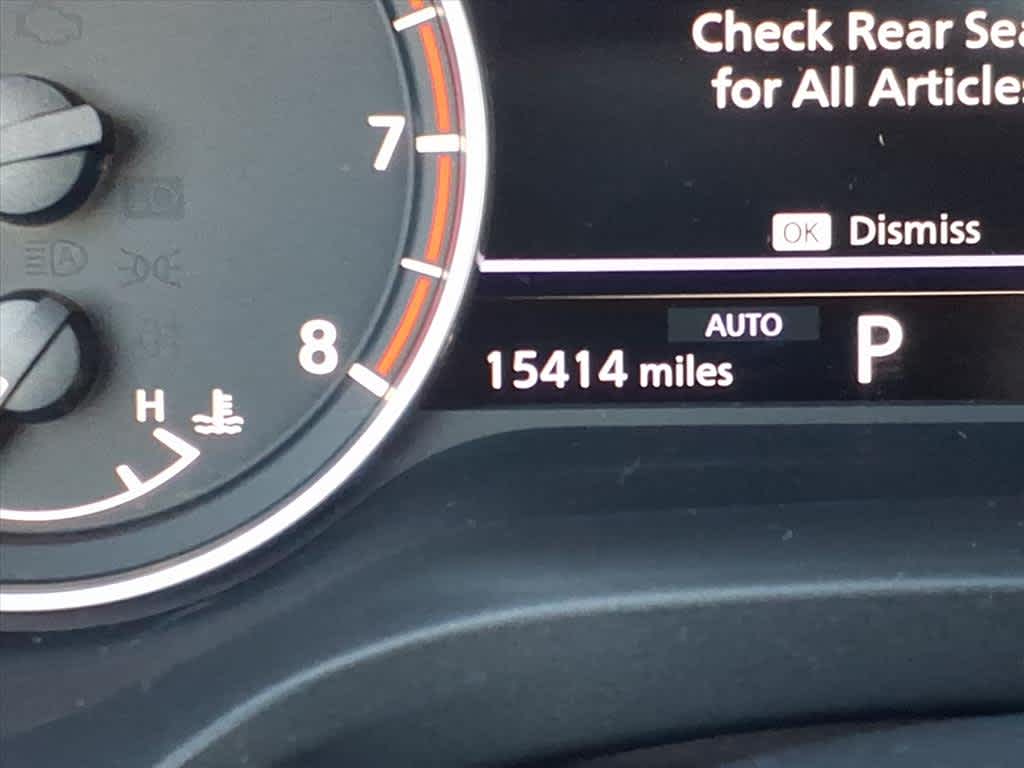 Check Rear Sea
for All Articles
OK Dismiss
AUTO
15414 miles
P
7
8
H
A